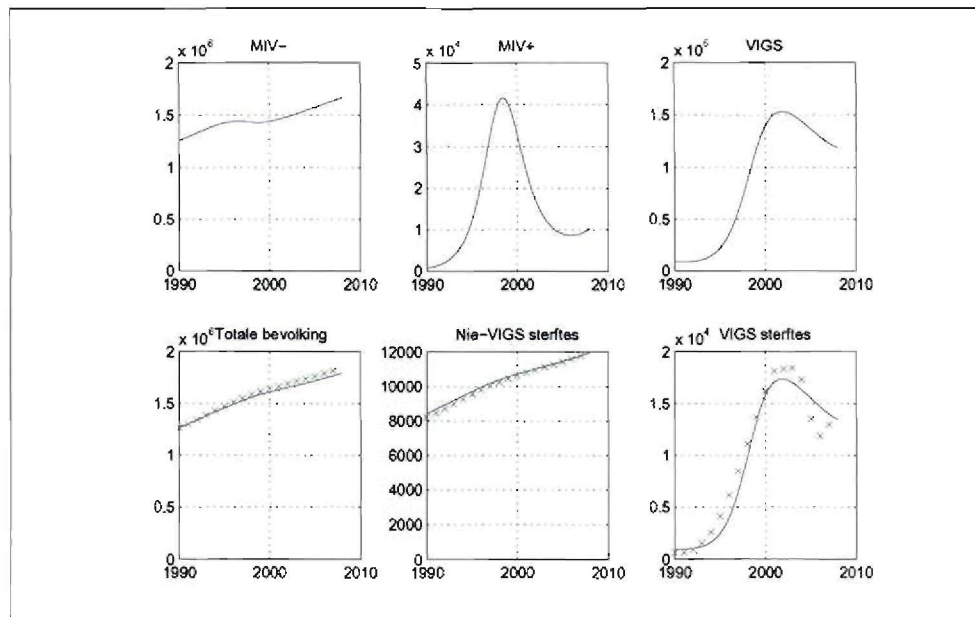 MIV− MIV+ VIGS
x 10^6 x 10^4 x 10^5
2 5 2
1.5 4 1.5
1 3 1
0.5 2 0.5
0 1 0
0
1990 2000 2010 1990 2000 2010 1990 2000 2010
x 10^6 Totale bevolking Nie−VIGS sterftes x 10^4 VIGS sterftes
2 12000 2
1.5 10000 1.5
1 8000 1
0.5 6000 0.5
0 4000 0
2000
0
1990 2000 2010 1990 2000 2010 1990 2000 2010